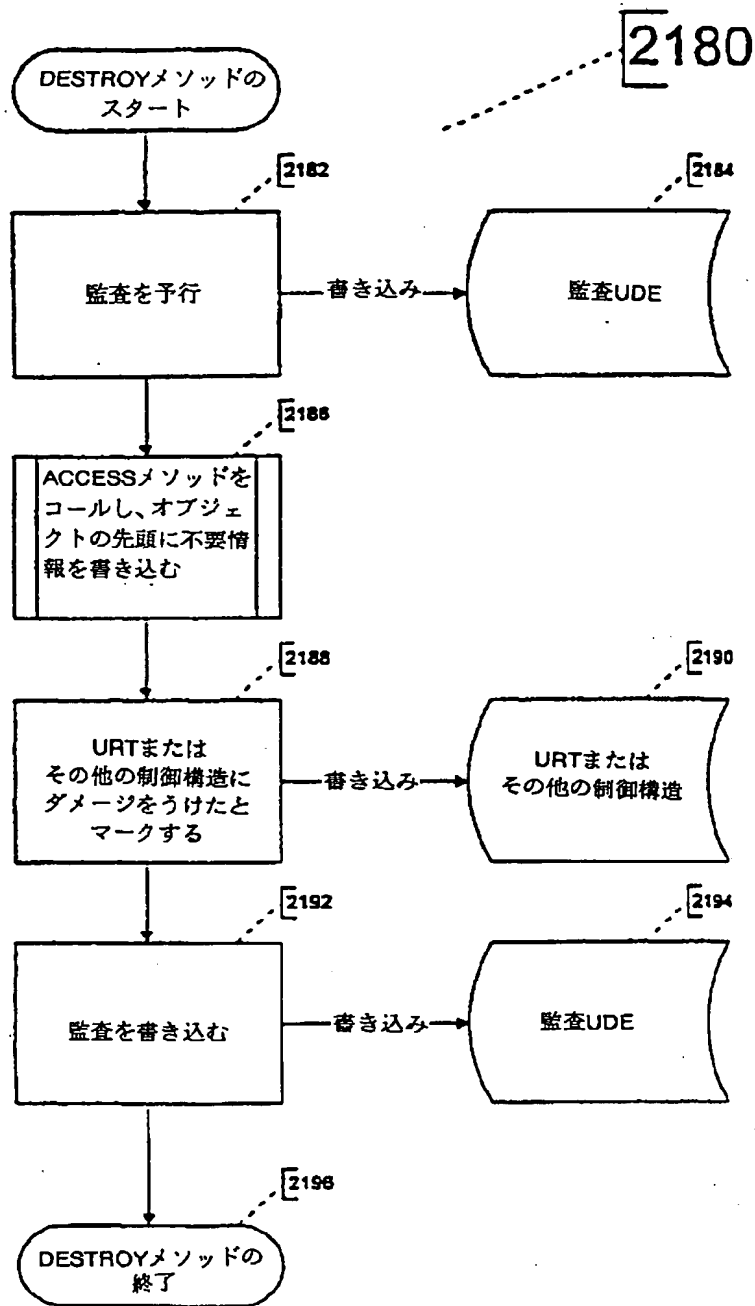 2180
DESTROYメソッドの
スタート
2182
2184
監査を予行
書き込み
監査UDE
2186
ACCESSメソッドを
コールし、オブジェ
クトの先頭に不要情
報を書き込む
2188
2190
URTまたは
その他の制御構造に
ダメージをうけたと
マークする
書き込み
URTまたは
その他の制御構造
2192
2194
監査を書き込む
書き込み
監査UDE
2196
DESTROYメソッドの
終了